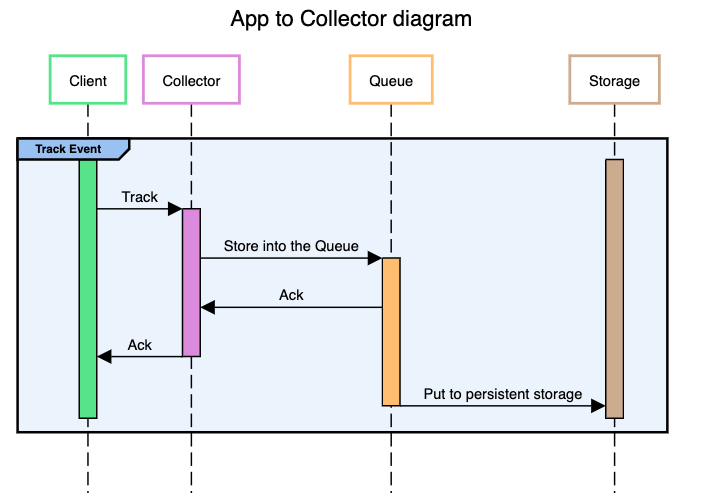 App to Collector diagram
Client
Collector
Queue
Storage
Track Event
Track
Store into the Queue
Ack
Ack
Put to persistent storage